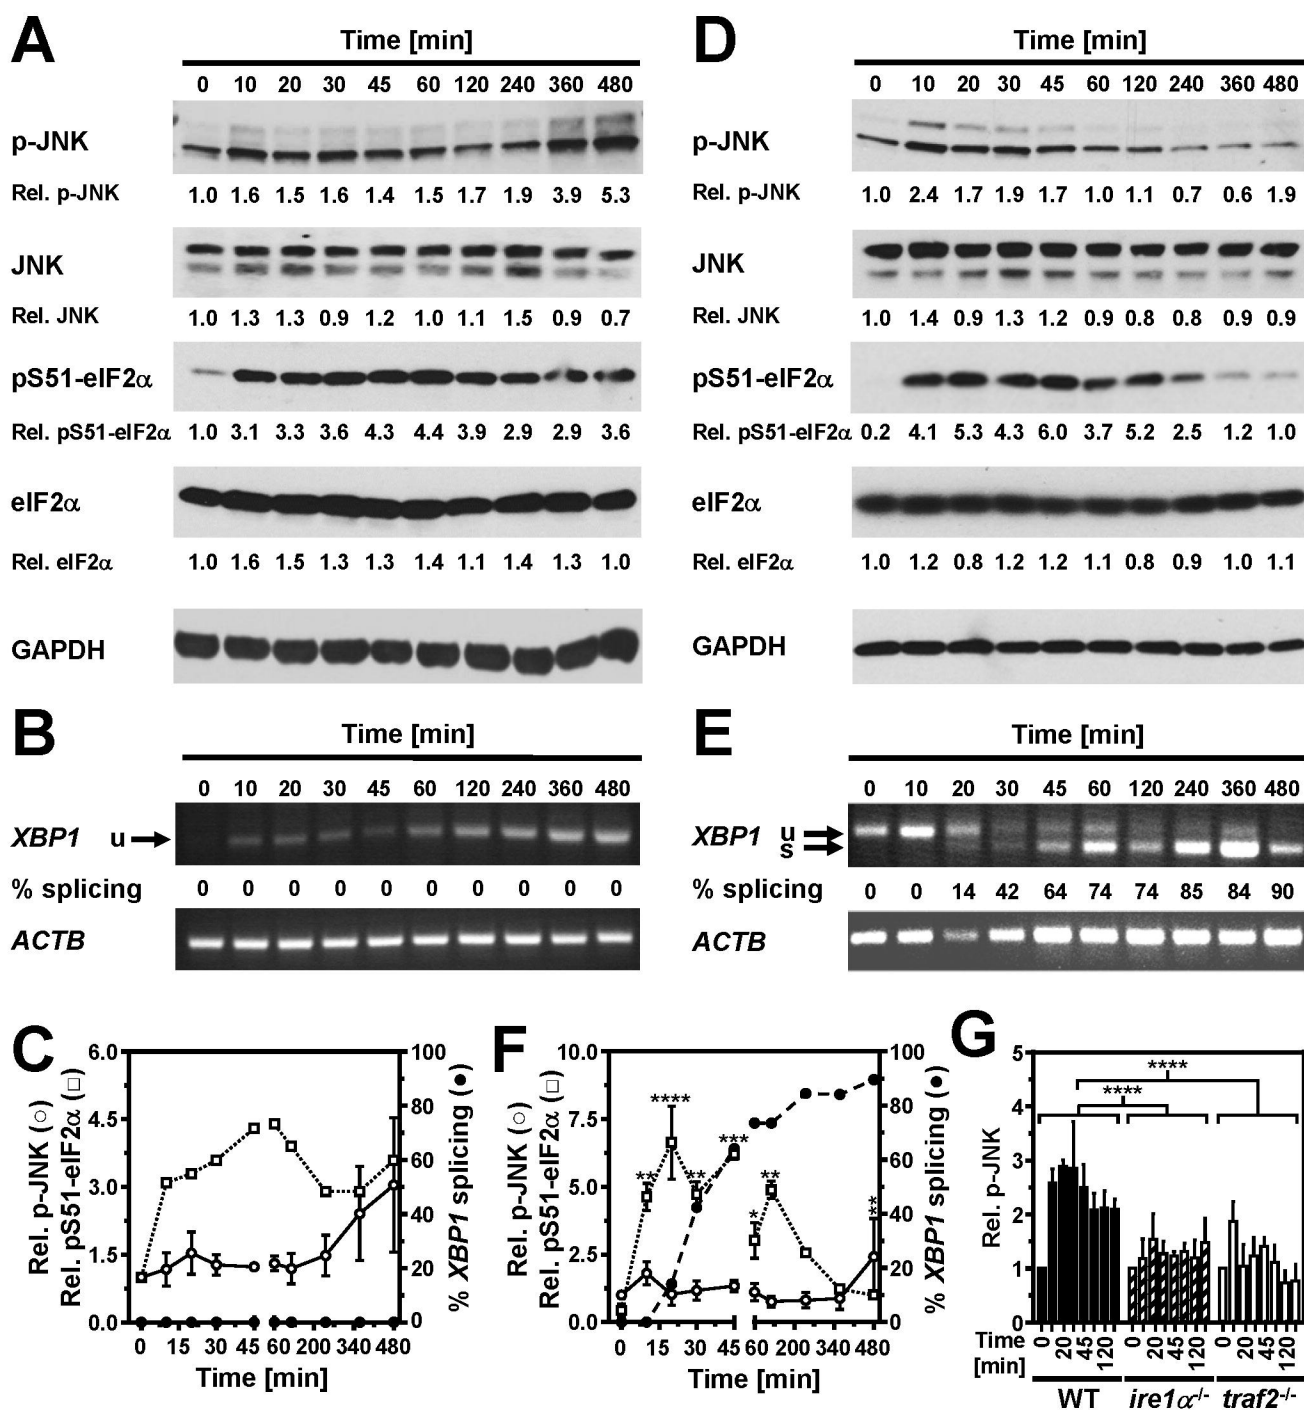 A
Time [min]
0 10 20 30 45 60 120 240 360 480
p-JNK
Rel. p-JNK 1.0 1.6 1.5 1.6 1.4 1.5 1.7 1.9 3.9 5.3
JNK
Rel. JNK 1.0 1.3 1.3 0.9 1.2 1.0 1.1 1.5 0.9 0.7
pS51-eIF2α
Rel. pS51-eIF2α 1.0 3.1 3.3 3.6 4.3 4.4 3.9 2.9 2.9 3.6
eIF2α
Rel. eIF2α 1.0 1.6 1.5 1.3 1.3 1.4 1.1 1.4 1.3 1.0
GAPDH
D
Time [min]
0 10 20 30 45 60 120 240 360 480
p-JNK
Rel. p-JNK 1.0 2.4 1.7 1.9 1.7 1.0 1.1 0.7 0.6 1.9
JNK
Rel. JNK 1.0 1.4 0.9 1.3 1.2 0.9 0.8 0.8 0.9 0.9
pS51-eIF2α
Rel. pS51-eIF2α 0.2 4.1 5.3 4.3 6.0 3.7 5.2 2.5 1.2 1.0
eIF2α
Rel. eIF2α 1.0 1.2 0.8 1.2 1.2 1.1 0.8 0.9 1.0 1.1
GAPDH
B
Time [min]
0 10 20 30 45 60 120 240 360 480
XBP1 u
% splicing 0 0 0 0 0 0 0 0 0 0
ACTB
E
Time [min]
0 10 20 30 45 60 120 240 360 480
XBP1 u
s
% splicing 0 0 14 42 64 74 74 85 84 90
ACTB
C
Rel. p-JNK (○)
Rel. pS51-eIF2α (□)
6.0
4.5
3.0
1.5
0.0
100
80
60
40
20
0
% XBP1 splicing (●)
0 15 30 45 60 200 340 480
Time [min]
F
Rel. p-JNK (○)
Rel. pS51-eIF2α (□)
10.0
7.5
5.0
2.5
0.0
100
80
60
40
20
0
% XBP1 splicing (●)
**
****
**
***
*
**
**
0 15 30 45 60 200 340 480
Time [min]
G
Rel. p-JNK
5
4
3
2
1
0
****
****
Time [min]
0 20 45 120 0 20 45 120 0 20 45 120
WT ire1α-/- traf2-/-